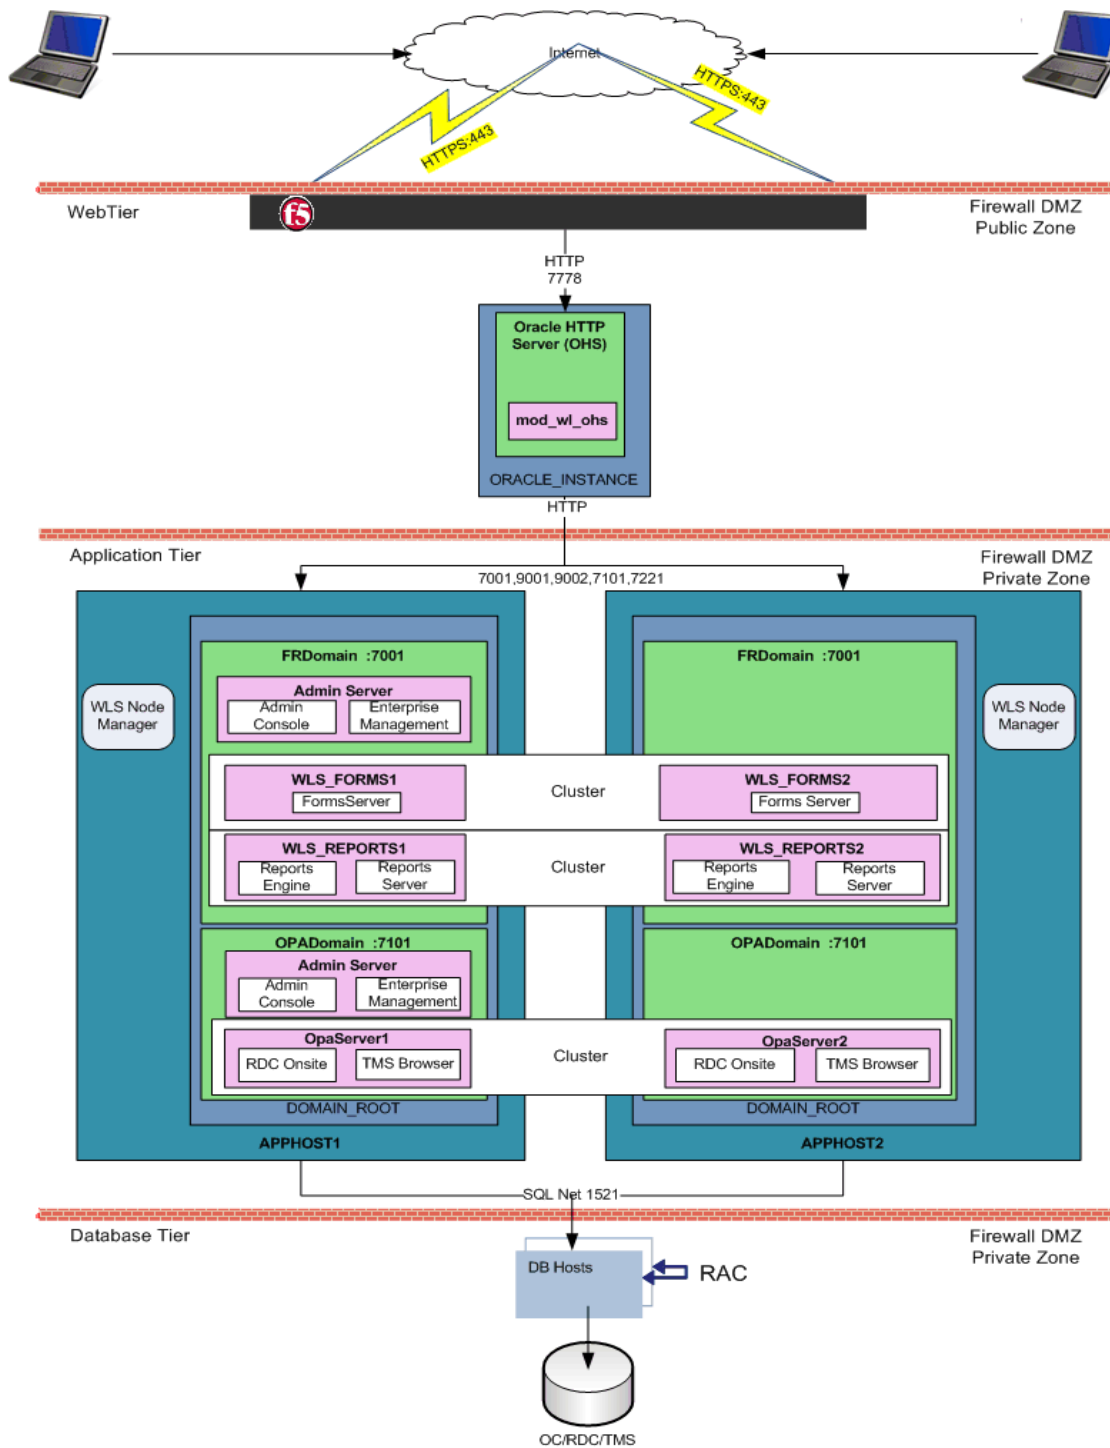 Internet
HTTPS:443
HTTPS:443
WebTier
f5
Firewall DMZ
Public Zone
HTTP
7778
Oracle HTTP
Server (OHS)
mod_wl_ohs
ORACLE_INSTANCE
HTTP
Application Tier
Firewall DMZ
Private Zone
7001,9001,9002,7101,7221
FRDomain :7001
FRDomain :7001
Admin Server
Admin
Console
Enterprise
Management
WLS Node
Manager
WLS Node
Manager
WLS_FORMS1
FormsServer
Cluster
WLS_FORMS2
Forms Server
WLS_REPORTS1
Reports
Engine
Reports
Server
Cluster
WLS_REPORTS2
Reports
Engine
Reports
Server
OPADomain :7101
OPADomain :7101
Admin Server
Admin
Console
Enterprise
Management
OpaServer1
RDC Onsite
TMS Browser
Cluster
OpaServer2
RDC Onsite
TMS Browser
DOMAIN_ROOT
DOMAIN_ROOT
APPHOST1
APPHOST2
SQL Net 1521
Database Tier
Firewall DMZ
Private Zone
DB Hosts
RAC
OC/RDC/TMS